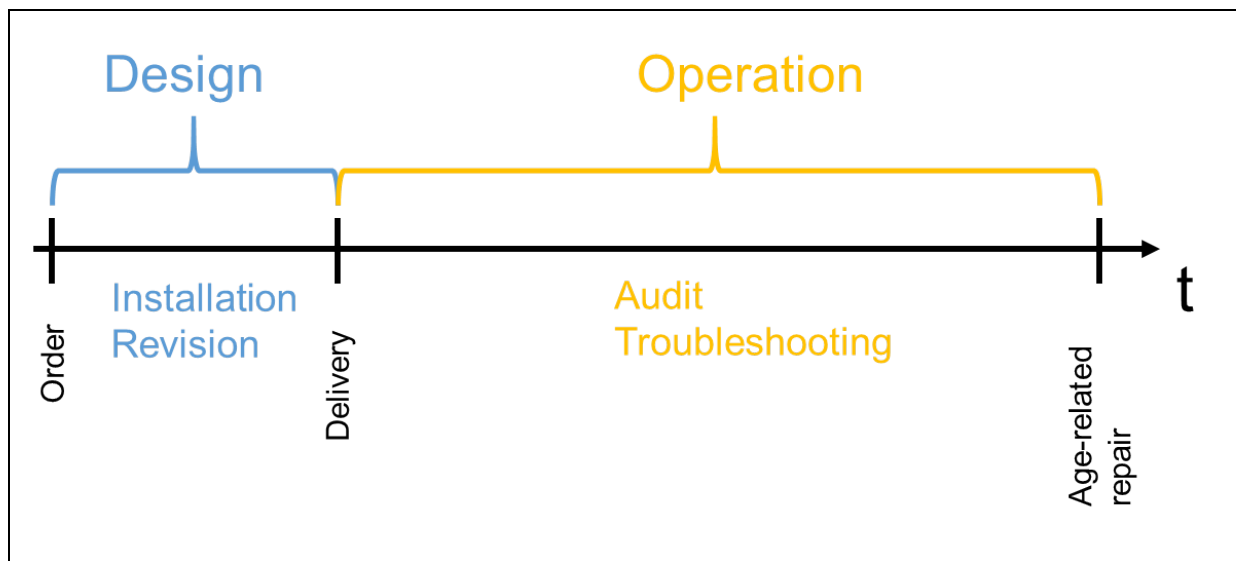 Design
Operation
Installation
Revision
Audit
Troubleshooting
t
Order
Delivery
Age-related
repair